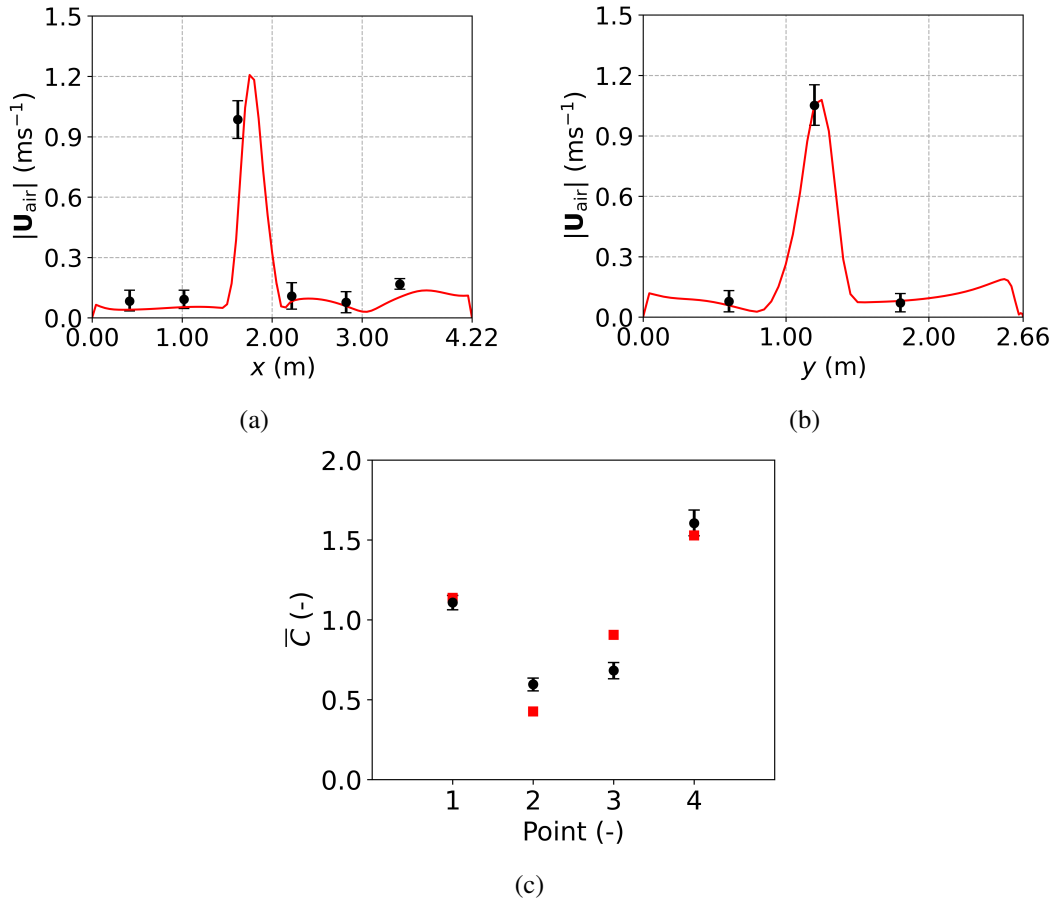 1.5
1.2
0.9
0.6
0.3
0.0
|U_air| (ms⁻¹)
0.00 1.00 2.00 3.00 4.22
x (m)
(a)
1.5
1.2
0.9
0.6
0.3
0.0
|U_air| (ms⁻¹)
0.00 1.00 2.00 2.66
y (m)
(b)
2.0
1.5
1.0
0.5
0.0
C̅ (-)
1 2 3 4
Point (-)
(c)